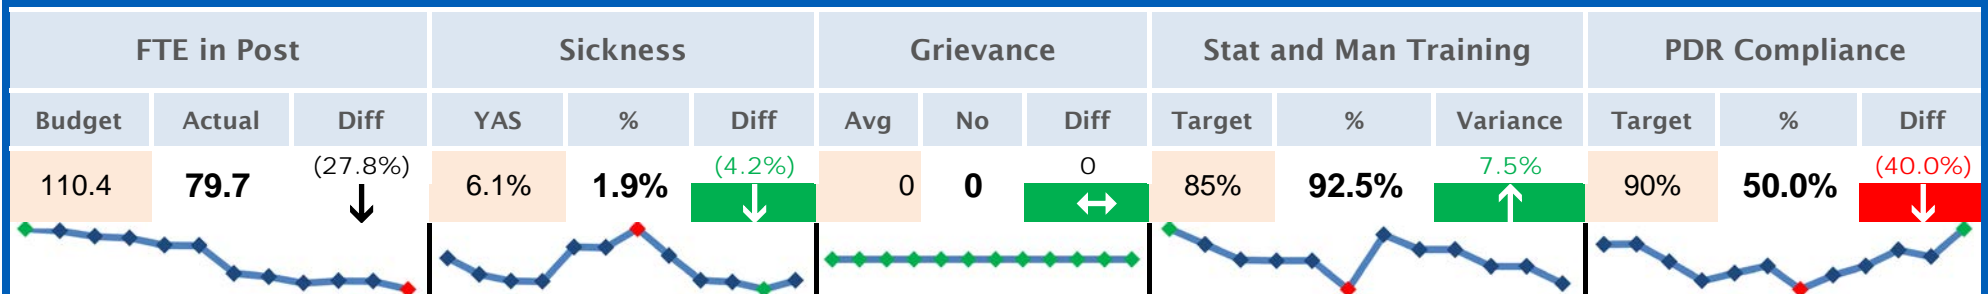 FTE in Post Sickness Grievance Stat and Man Training PDR Compliance
Budget Actual Diff YAS % Diff Avg No Diff Target % Variance Target % Diff
110.4 79.7 (27.8%) 6.1% 1.9% (4.2%) 0 0 0 85% 92.5% 7.5% 90% 50.0% (40.0%)